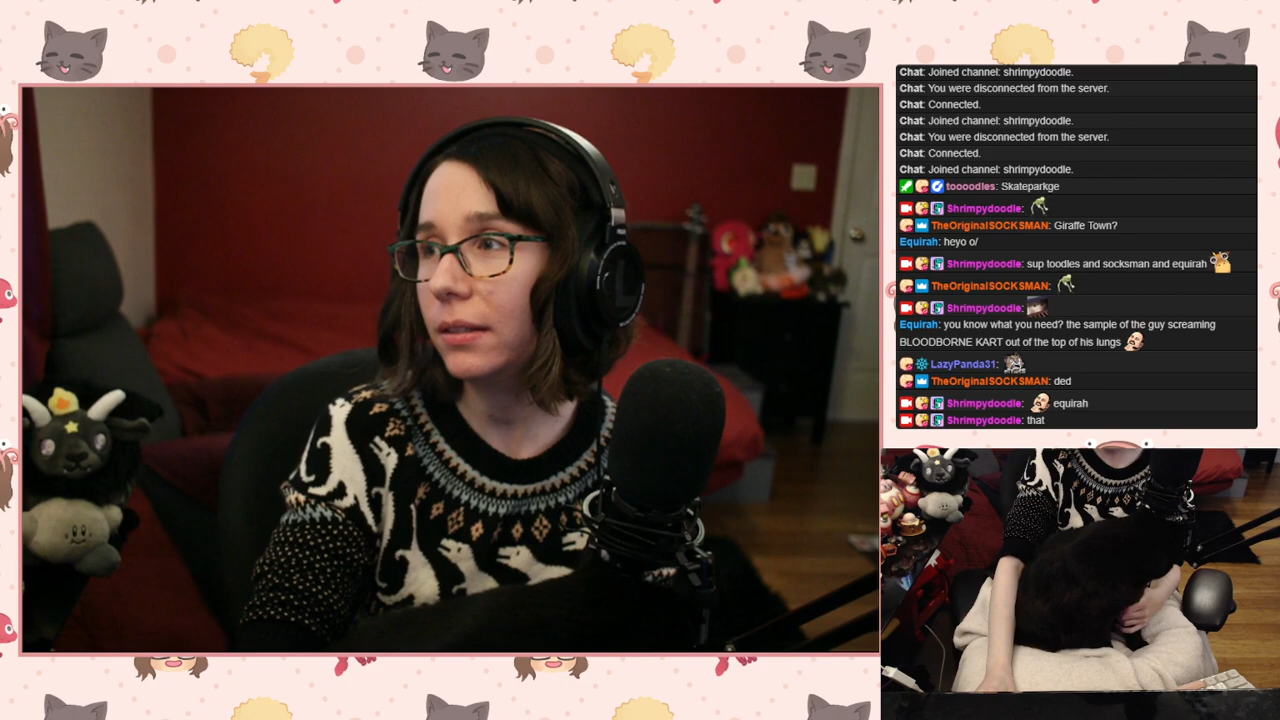 Chat: Joined channel: shrimpydoodle.
Chat: You were disconnected from the server.
Chat: Connected.
Chat: Joined channel: shrimpydoodle.
Chat: You were disconnected from the server.
Chat: Connected.
Chat: Joined channel: shrimpydoodle.
toooodles: Skateparkge
Shrimpydoodle:
TheOriginalSOCKSMAN: Giraffe Town?
Equirah: heyo o/
Shrimpydoodle: sup toodles and socksman and equirah
TheOriginalSOCKSMAN:
Shrimpydoodle:
Equirah: you know what you need? the sample of the guy screaming
BLOODBORNE KART out of the top of his lungs
LazyPanda31:
TheOriginalSOCKSMAN: ded
Shrimpydoodle: equirah
Shrimpydoodle: that